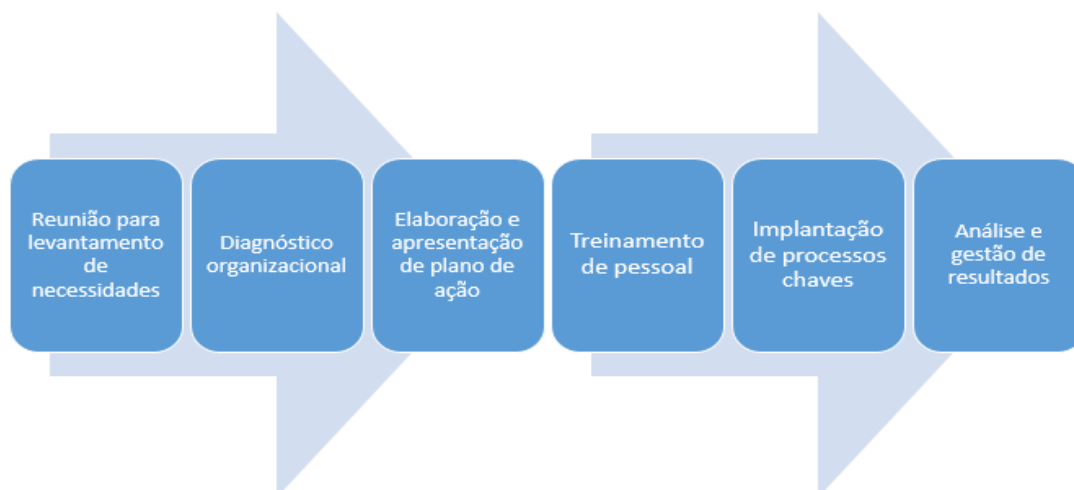 Reunião para
levantamento
de
necessidades
Diagnóstico
organizacional
Elaboração e
apresentação
de plano de
ação
Treinamento
de pessoal
Implantação
de processos
chaves
Análise e
gestão de
resultados